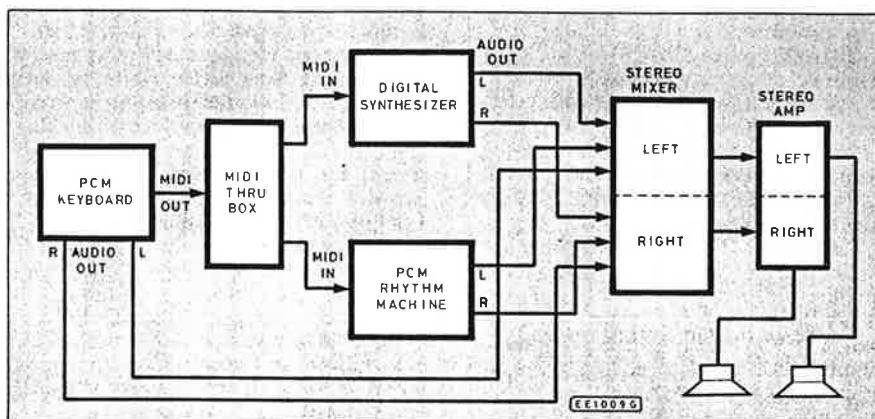 AUDIO
OUT
MIDI
IN
DIGITAL
SYNTHESIZER
L
R
STEREO
MIXER
STEREO
AMP
LEFT
LEFT
PCM
KEYBOARD
MIDI
OUT
MIDI
THRU
BOX
RIGHT
RIGHT
R
AUDIO
OUT
L
MIDI
IN
PCM
RHYTHM
MACHINE
L
R
EE1009G